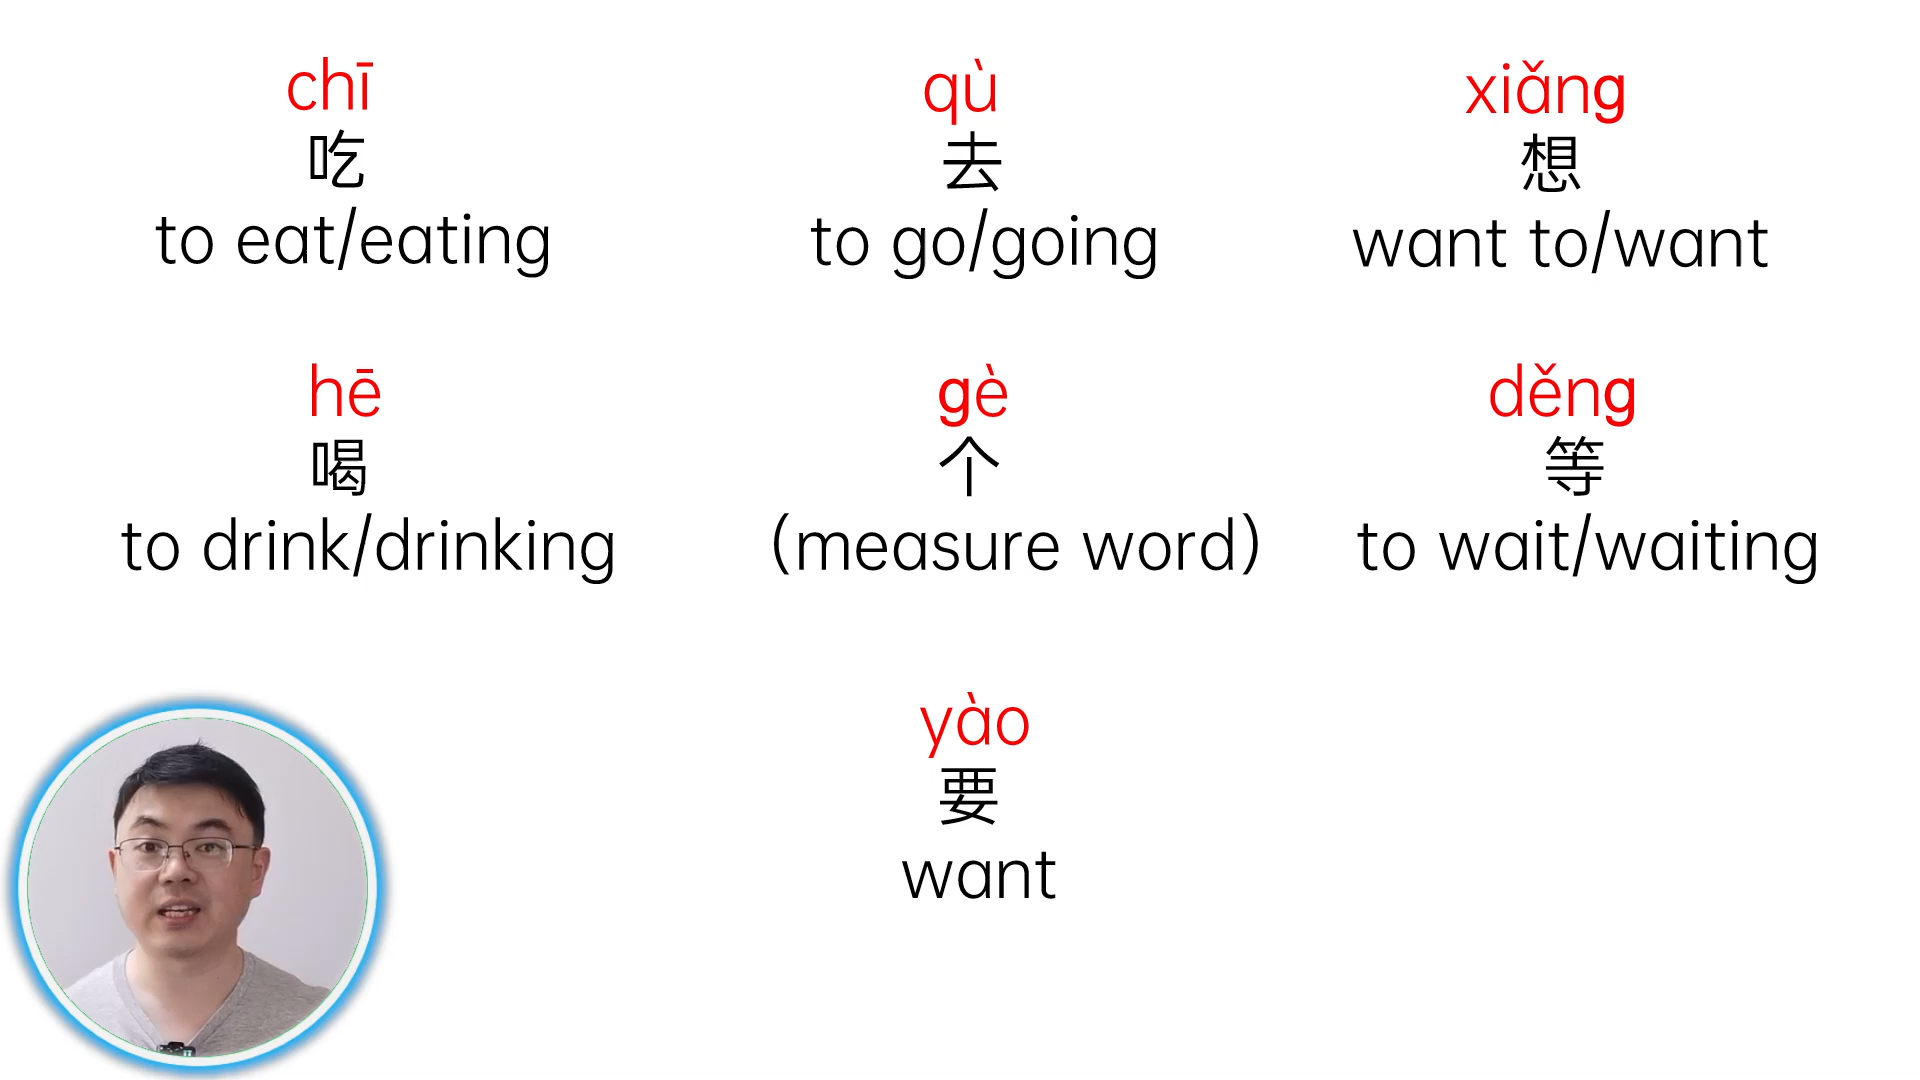 chī
吃
to eat/eating
qù
去
to go/going
xiǎng
想
want to/want
hē
喝
to drink/drinking
gè
个
（measure word）
děng
等
to wait/waiting
yào
要
want